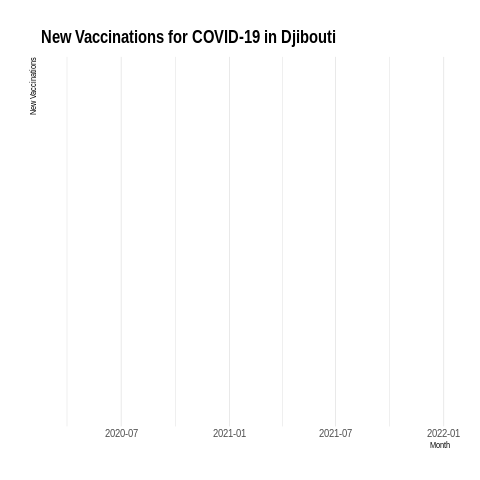 New Vaccinations for COVID-19 in Djibouti
New Vaccinations
2020-07 2021-01 2021-07 2022-01
Month